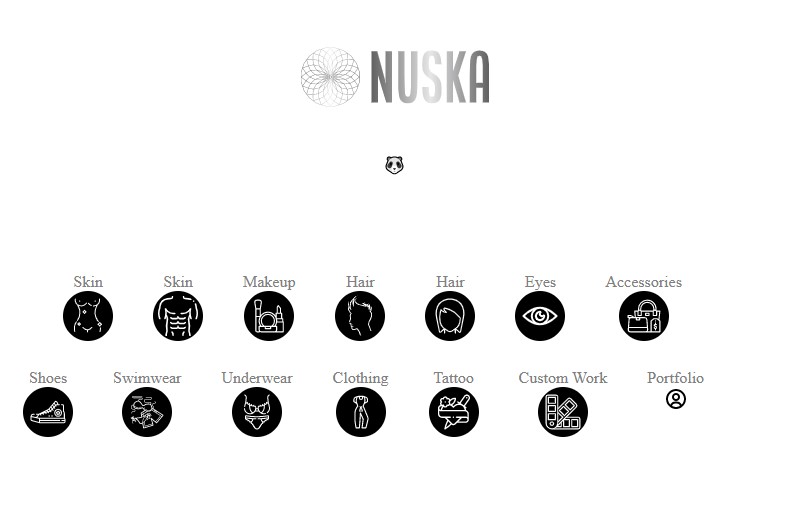 NUSKA
Skin Skin Makeup Hair Hair Eyes Accessories
Shoes Swimwear Underwear Clothing Tattoo Custom Work Portfolio